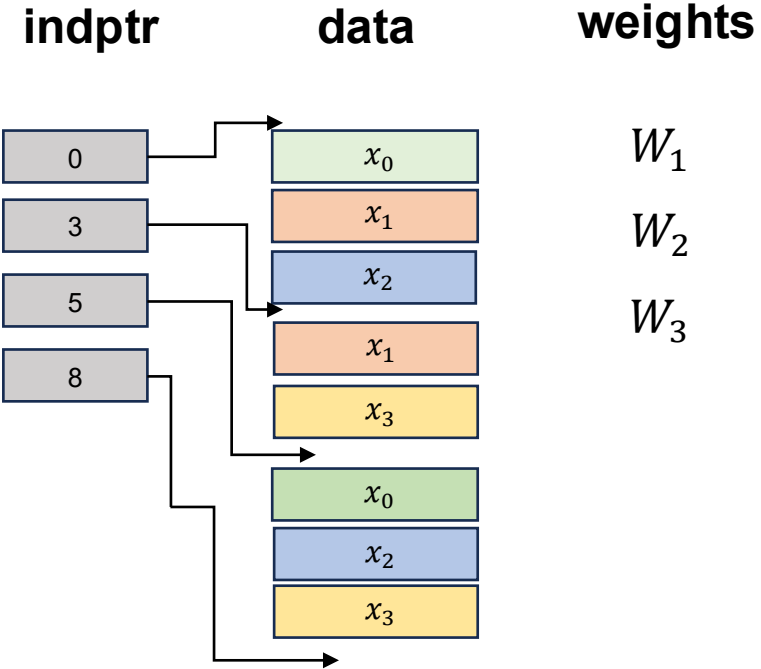 indptr data weights
0
3
5
8
x₀
x₁
x₂
x₁
x₃
x₀
x₂
x₃
W₁
W₂
W₃